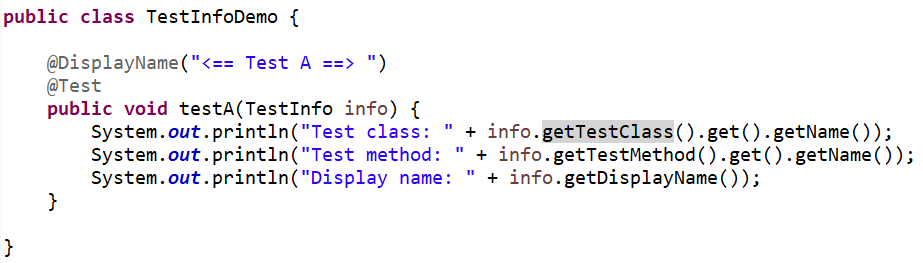 public class TestInfoDemo {
@DisplayName("<== Test A ==> ")
@Test
public void testA(TestInfo info) {
System.out.println("Test class: " + info.getTestClass().get().getName());
System.out.println("Test method: " + info.getTestMethod().get().getName());
System.out.println("Display name: " + info.getDisplayName());
}
}